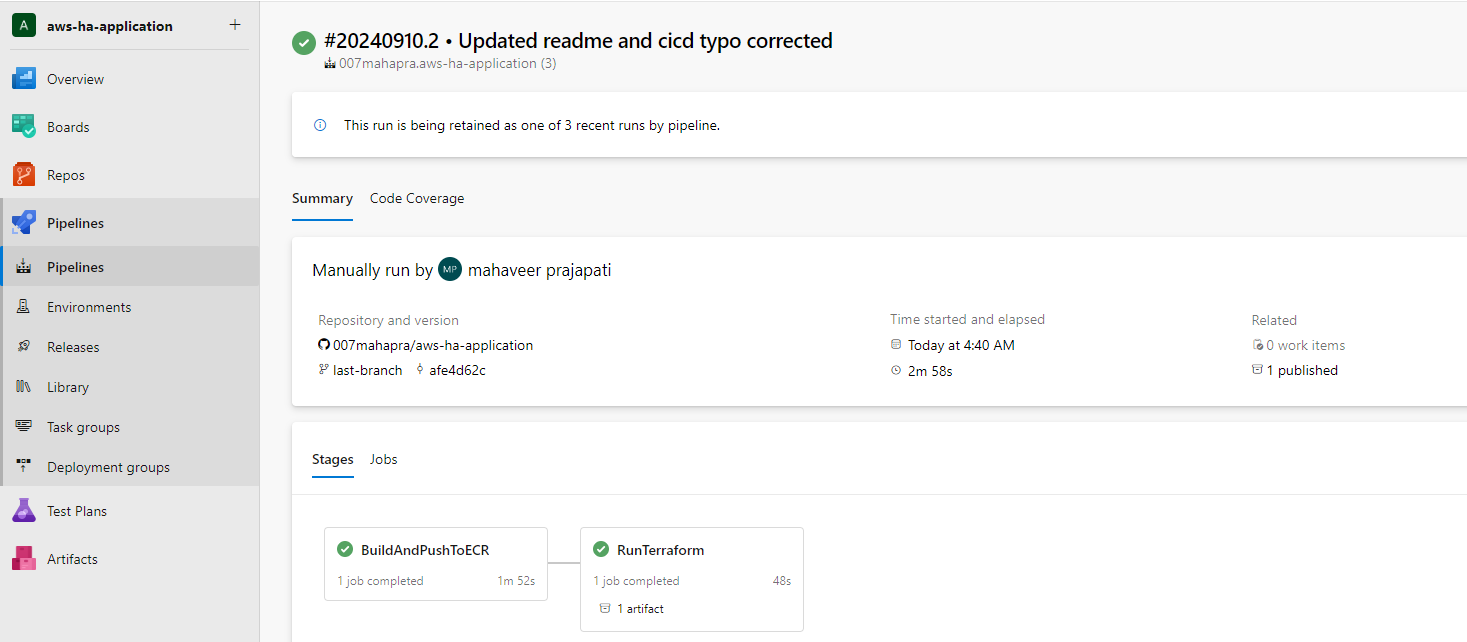 A aws-ha-application +
Overview
Boards
Repos
Pipelines
Pipelines
Environments
Releases
Library
Task groups
Deployment groups
Test Plans
Artifacts
#20240910.2 • Updated readme and cicd typo corrected
007mahapra.aws-ha-application (3)
This run is being retained as one of 3 recent runs by pipeline.
Summary Code Coverage
Manually run by MP mahaveer prajapati
Repository and version
007mahapra/aws-ha-application
last-branch afe4d62c
Time started and elapsed
Today at 4:40 AM
2m 58s
Related
0 work items
1 published
Stages Jobs
BuildAndPushToECR
1 job completed 1m 52s
RunTerraform
1 job completed 48s
1 artifact